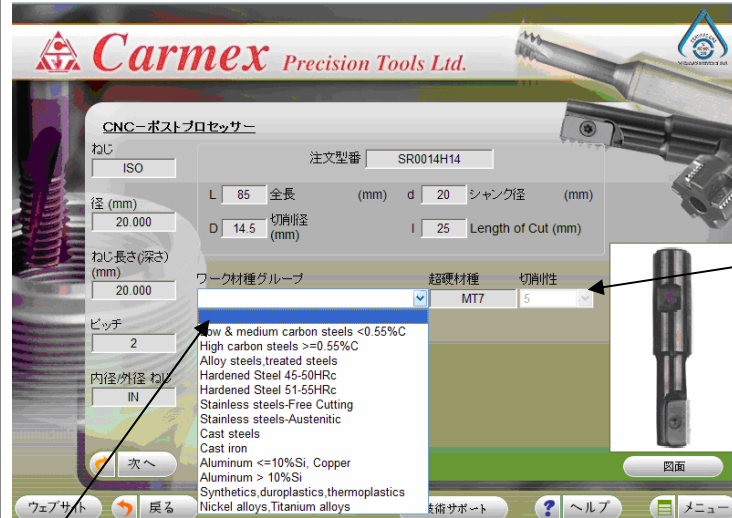 Carmex Precision Tools Ltd.
CNCーポストプロセッサー
ねじ
ISO
注文型番 SR0014H14
径 (mm)
20.000
L 85 全長 (mm) d 20 シャンク径 (mm)
D 14.5 切削径 (mm) l 25 Length of Cut (mm)
ねじ長さ(深さ)
(mm)
20.000
ワーク材種グループ 超硬材種 切削性
MT7 5
ピッチ
2
内径/外径 ねじ
IN
Low & medium carbon steels <0.55%C
High carbon steels >=0.55%C
Alloy steels,treated steels
Hardened Steel 45-50HRc
Hardened Steel 51-55HRc
Stainless steels-Free Cutting
Stainless steels-Austenitic
Cast steels
Cast iron
Aluminum <=10%Si, Copper
Aluminum > 10%Si
Synthetics,duroplastics,thermoplastics
Nickel alloys,Titanium alloys
次へ
図面
ウェブサイト 戻る 技術サポート ? ヘルプ メニュー